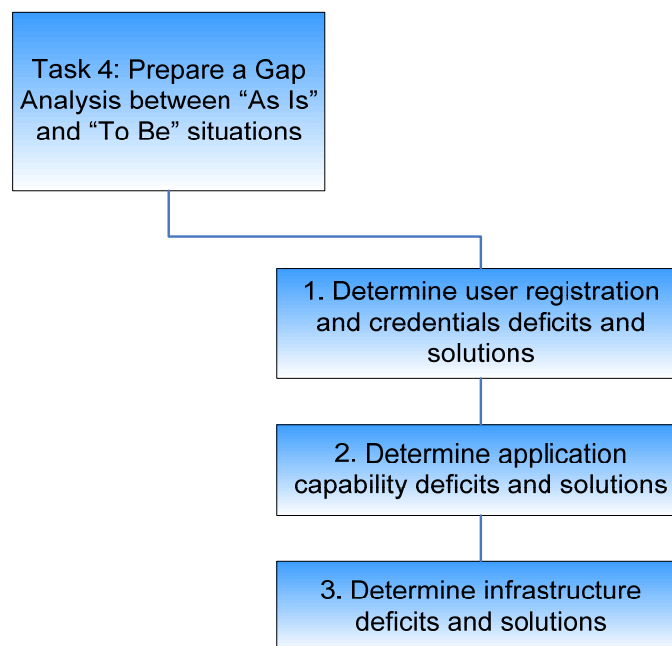 Task 4: Prepare a Gap
Analysis between “As Is”
and “To Be” situations
1. Determine user registration
and credentials deficits and
solutions
2. Determine application
capability deficits and solutions
3. Determine infrastructure
deficits and solutions